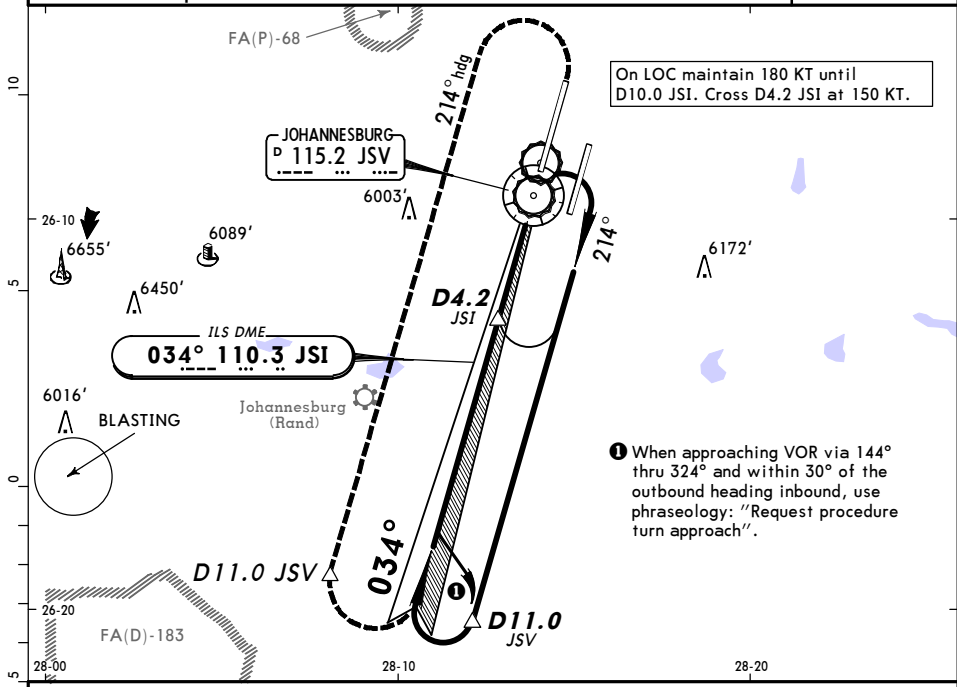 FA(P)-68
214°hdg
On LOC maintain 180 KT until
D10.0 JSI. Cross D4.2 JSI at 150 KT.
10
JOHANNESBURG
D 115.2 JSV
6003'
26-10
6655'
6089'
214°
6172'
6450'
5
D4.2
JSI
ILS DME
034° 110.3 JSI
6016'
BLASTING
Johannesburg
(Rand)
0
1 When approaching VOR via 144°
thru 324° and within 30° of the
outbound heading inbound, use
phraseology: "Request procedure
turn approach".
034°
D11.0 JSV
1
26-20
D11.0
JSV
FA(D)-183
28-00
28-10
28-20
5